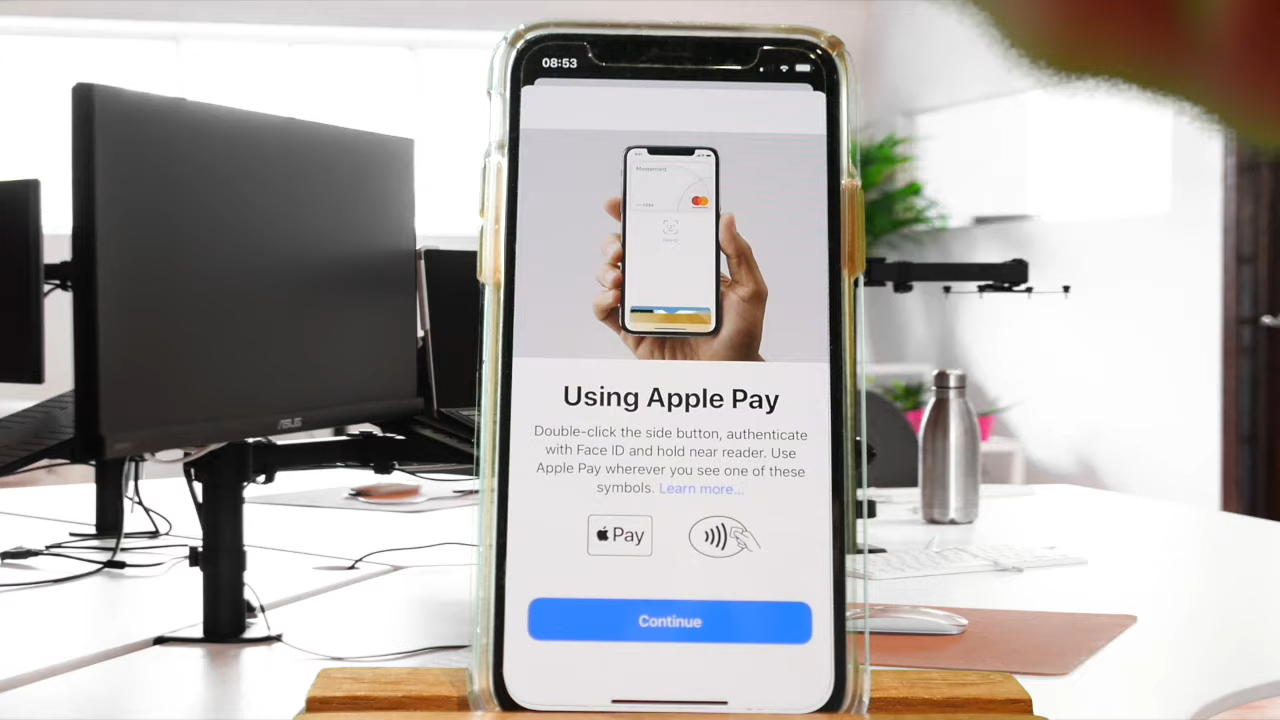 08:53
Mastercard
Using Apple Pay
Double-click the side button, authenticate
with Face ID and hold near reader. Use
Apple Pay wherever you see one of these
symbols. Learn more...
Pay
Continue
ASUS